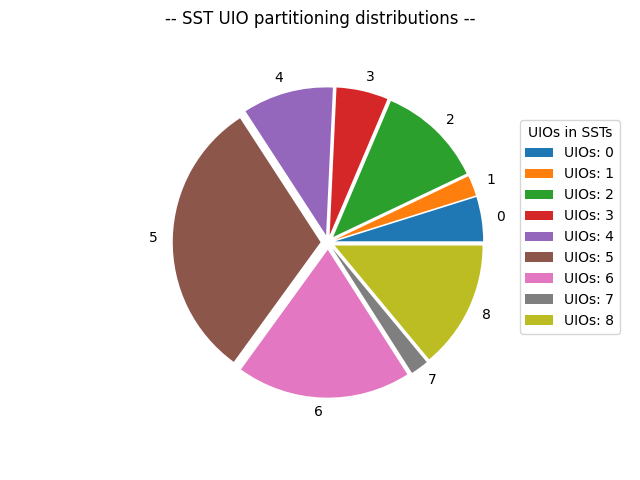 -- SST UIO partitioning distributions --
4
3
2
1
0
5
8
7
6
UIOs in SSTs
UIOs: 0
UIOs: 1
UIOs: 2
UIOs: 3
UIOs: 4
UIOs: 5
UIOs: 6
UIOs: 7
UIOs: 8